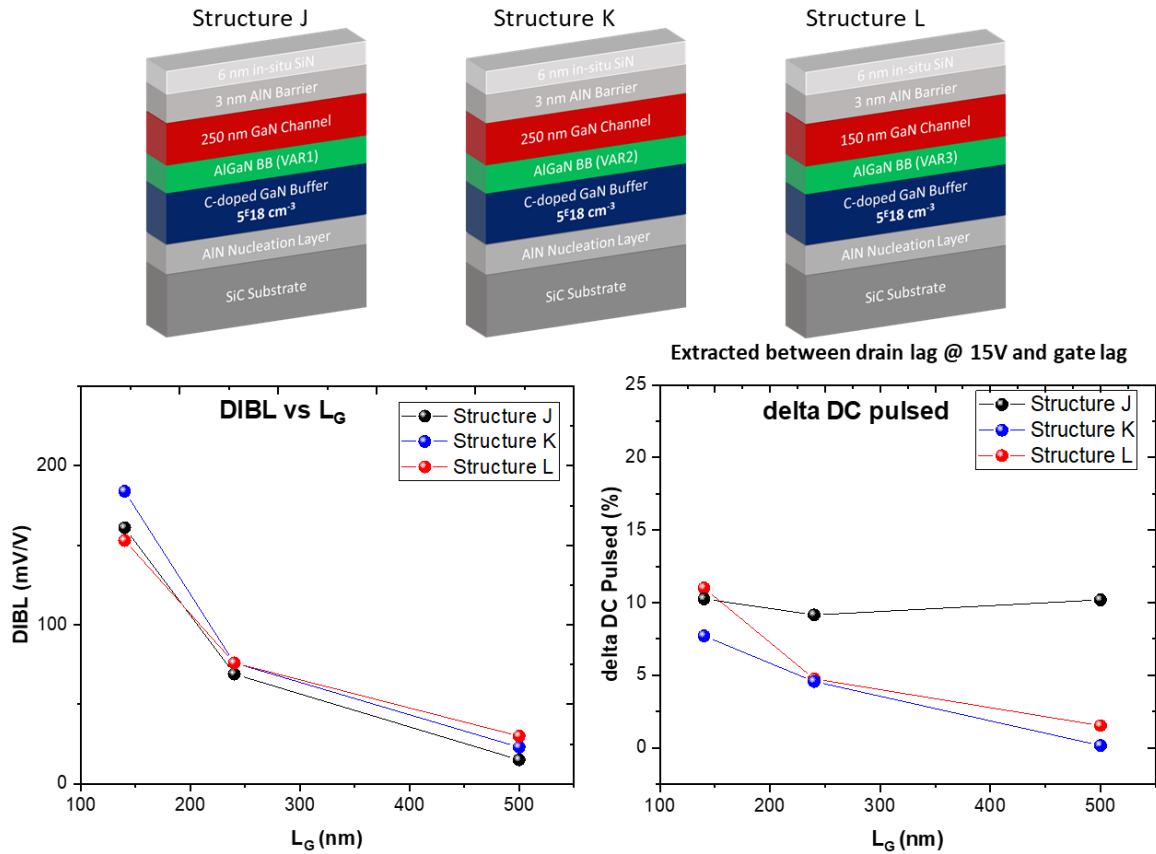 Structure J
Structure K
Structure L
6 nm in-situ SiN
3 nm AlN Barrier
250 nm GaN Channel
AlGaN BB (VAR1)
C-doped GaN Buffer
5ᴱ18 cm⁻³
AlN Nucleation Layer
SiC Substrate
6 nm in-situ SiN
3 nm AlN Barrier
250 nm GaN Channel
AlGaN BB (VAR2)
C-doped GaN Buffer
5ᴱ18 cm⁻³
AlN Nucleation Layer
SiC Substrate
6 nm in-situ SiN
3 nm AlN Barrier
150 nm GaN Channel
AlGaN BB (VAR3)
C-doped GaN Buffer
5ᴱ18 cm⁻³
AlN Nucleation Layer
SiC Substrate
DIBL vs L_G
Structure J
Structure K
Structure L
DIBL (mV/V)
200
100
0
100
200
300
400
500
L_G (nm)
Extracted between drain lag @ 15V and gate lag
delta DC pulsed
Structure J
Structure K
Structure L
delta DC Pulsed (%)
25
20
15
10
5
0
100
200
300
400
500
L_G (nm)